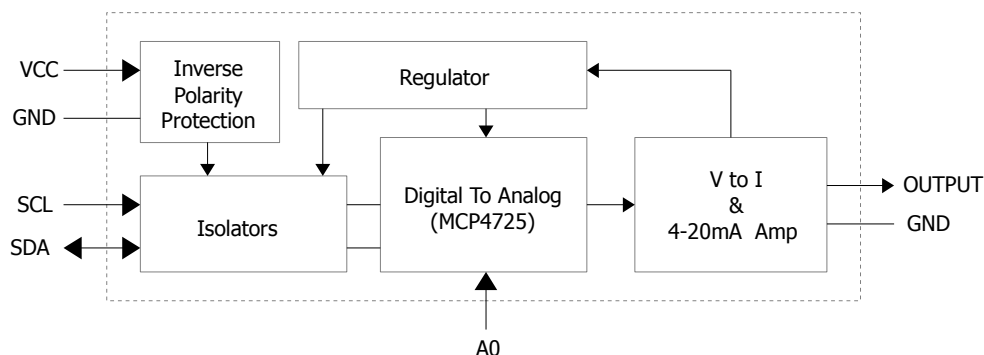 VCC
GND
Inverse
Polarity
Protection
Regulator
SCL
SDA
Isolators
Digital To Analog
(MCP4725)
V to I
&
4-20mA Amp
OUTPUT
GND
A0